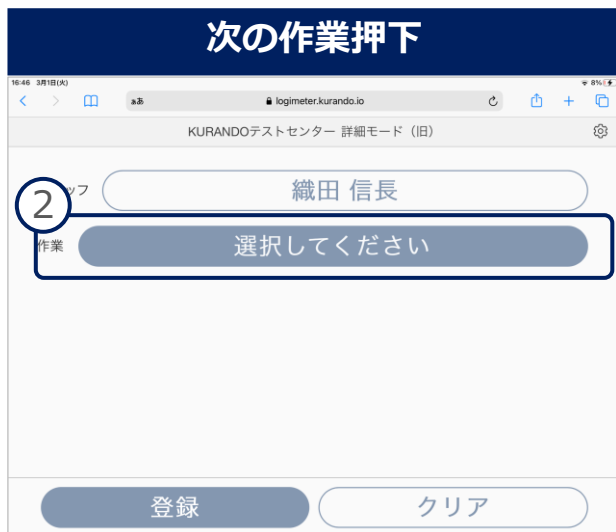 次の作業押下
16:46 3月1日(火) 8%
ああ logimeter.kurando.io
KURANDOテストセンター 詳細モード（旧）
ッフ 織田 信長
2
作業 選択してください
登録 クリア